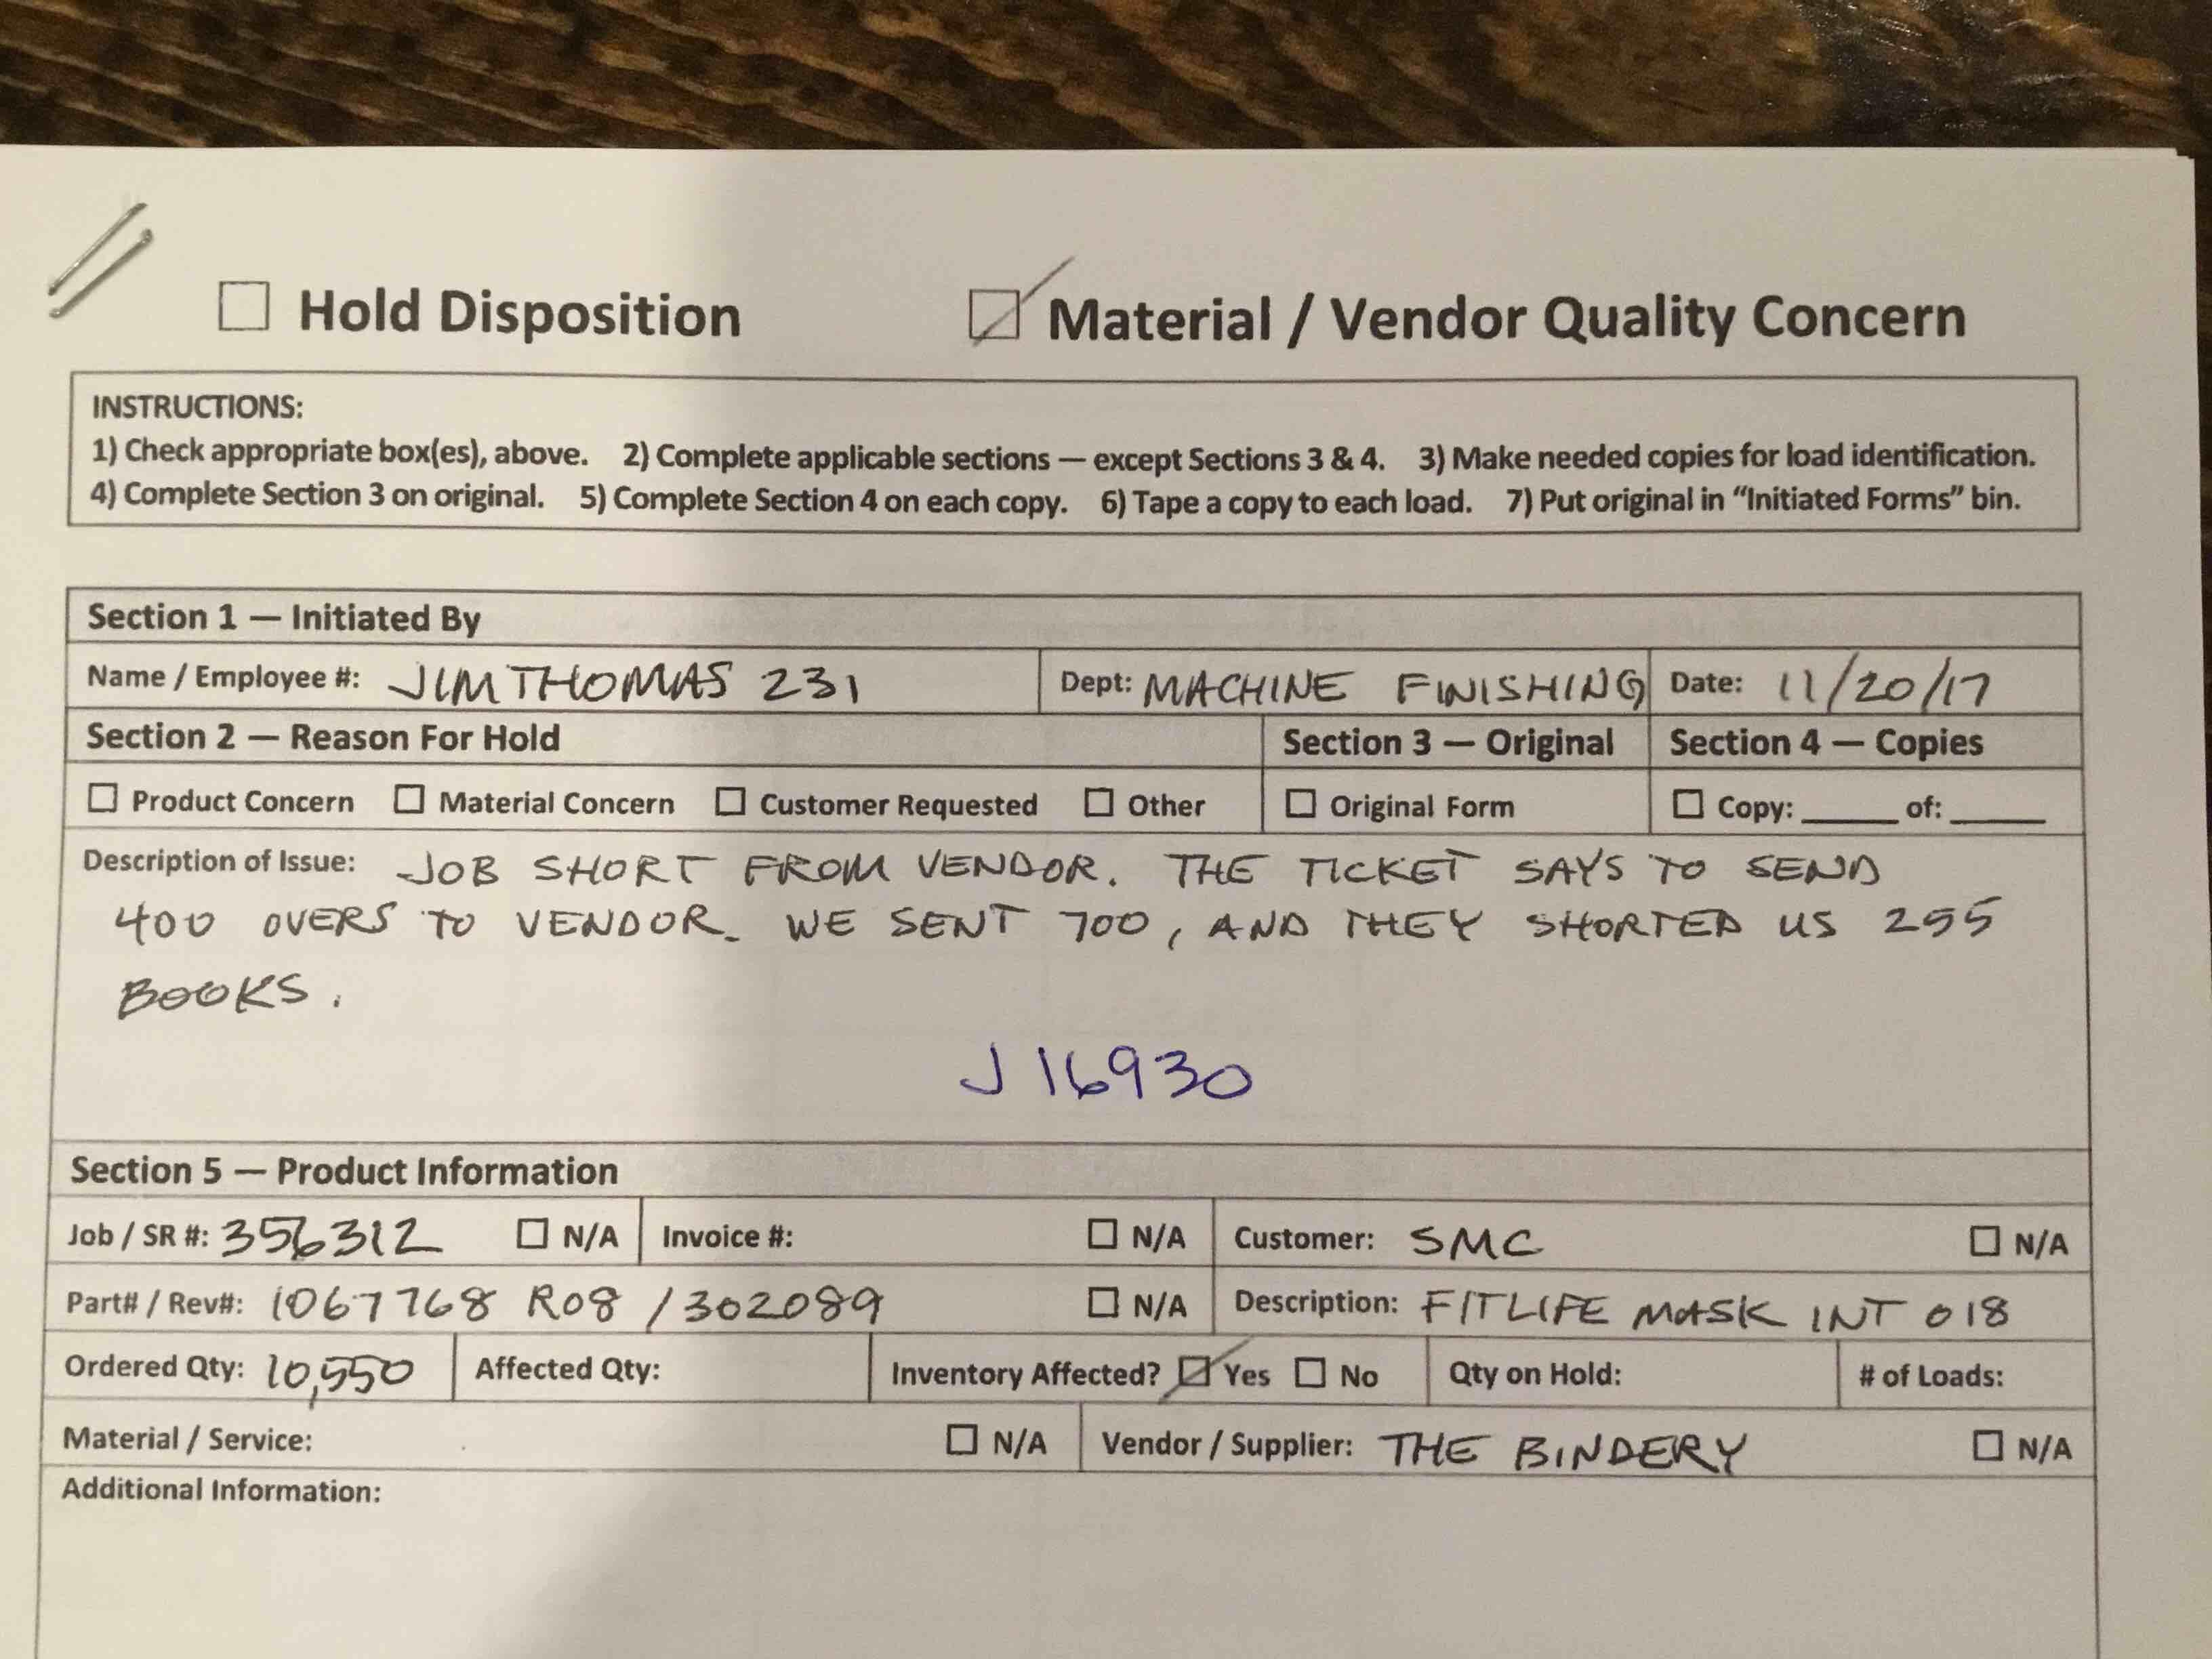 ☐ Hold Disposition ☑ Material / Vendor Quality Concern
INSTRUCTIONS:
1) Check appropriate box(es), above. 2) Complete applicable sections — except Sections 3 & 4. 3) Make needed copies for load identification.
4) Complete Section 3 on original. 5) Complete Section 4 on each copy. 6) Tape a copy to each load. 7) Put original in “Initiated Forms” bin.
Section 1 — Initiated By
Name / Employee #: JIM THOMAS 231 Dept: MACHINE FINISHING Date: 11/20/17
Section 2 — Reason For Hold Section 3 — Original Section 4 — Copies
☐ Product Concern ☐ Material Concern ☐ Customer Requested ☐ Other ☐ Original Form ☐ Copy: _____ of: _____
Description of Issue: JOB SHORT FROM VENDOR. THE TICKET SAYS TO SEND
400 OVERS TO VENDOR. WE SENT 700, AND THEY SHORTED US 255
BOOKS.
J16930
Section 5 — Product Information
Job / SR #: 356312 ☐ N/A Invoice #: ☐ N/A Customer: SMC ☐ N/A
Part# / Rev#: 1067768 R08 / 302089 ☐ N/A Description: FITLIFE MASK INT 018
Ordered Qty: 10,550 Affected Qty: Inventory Affected? ☑ Yes ☐ No Qty on Hold: # of Loads:
Material / Service: ☐ N/A Vendor / Supplier: THE BINDERY ☐ N/A
Additional Information: